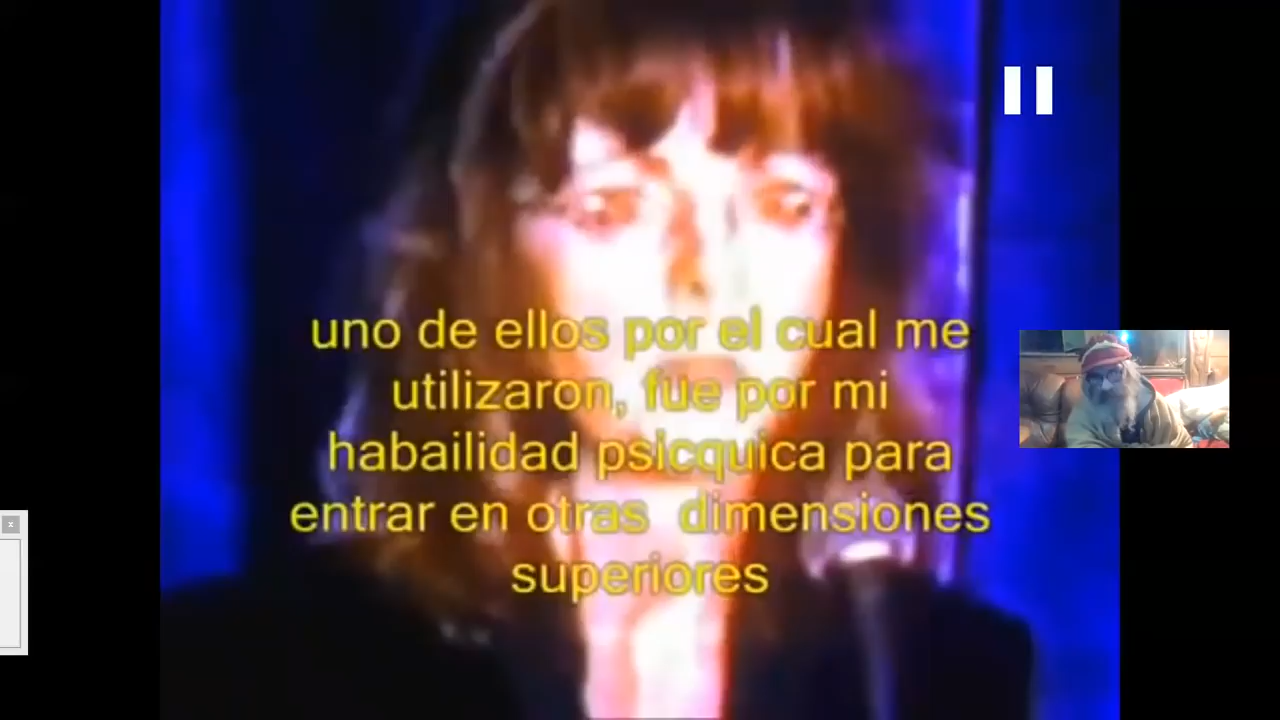 uno de ellos por el cual me
utilizaron, fue por mi
habailidad psicquica para
entrar en otras dimensiones
superiores
x